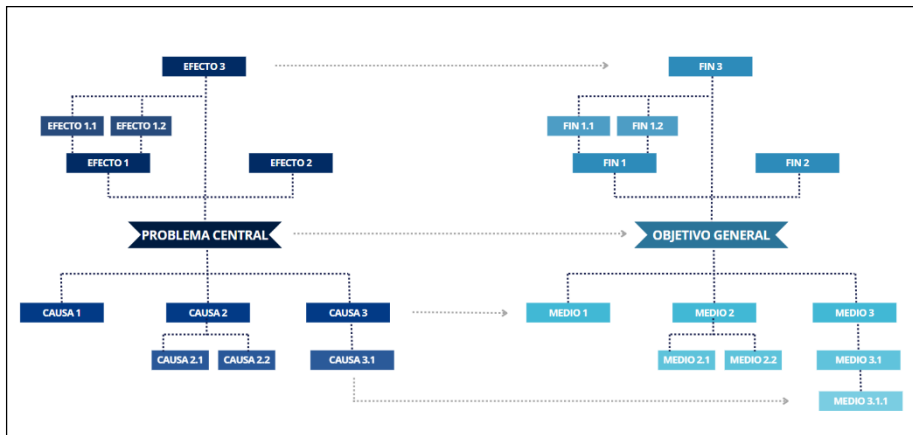 EFECTO 3
FIN 3
EFECTO 1.1
EFECTO 1.2
FIN 1.1
FIN 1.2
EFECTO 1
EFECTO 2
FIN 1
FIN 2
PROBLEMA CENTRAL
OBJETIVO GENERAL
CAUSA 1
CAUSA 2
CAUSA 3
MEDIO 1
MEDIO 2
MEDIO 3
CAUSA 2.1
CAUSA 2.2
CAUSA 3.1
MEDIO 2.1
MEDIO 2.2
MEDIO 3.1
MEDIO 3.1.1